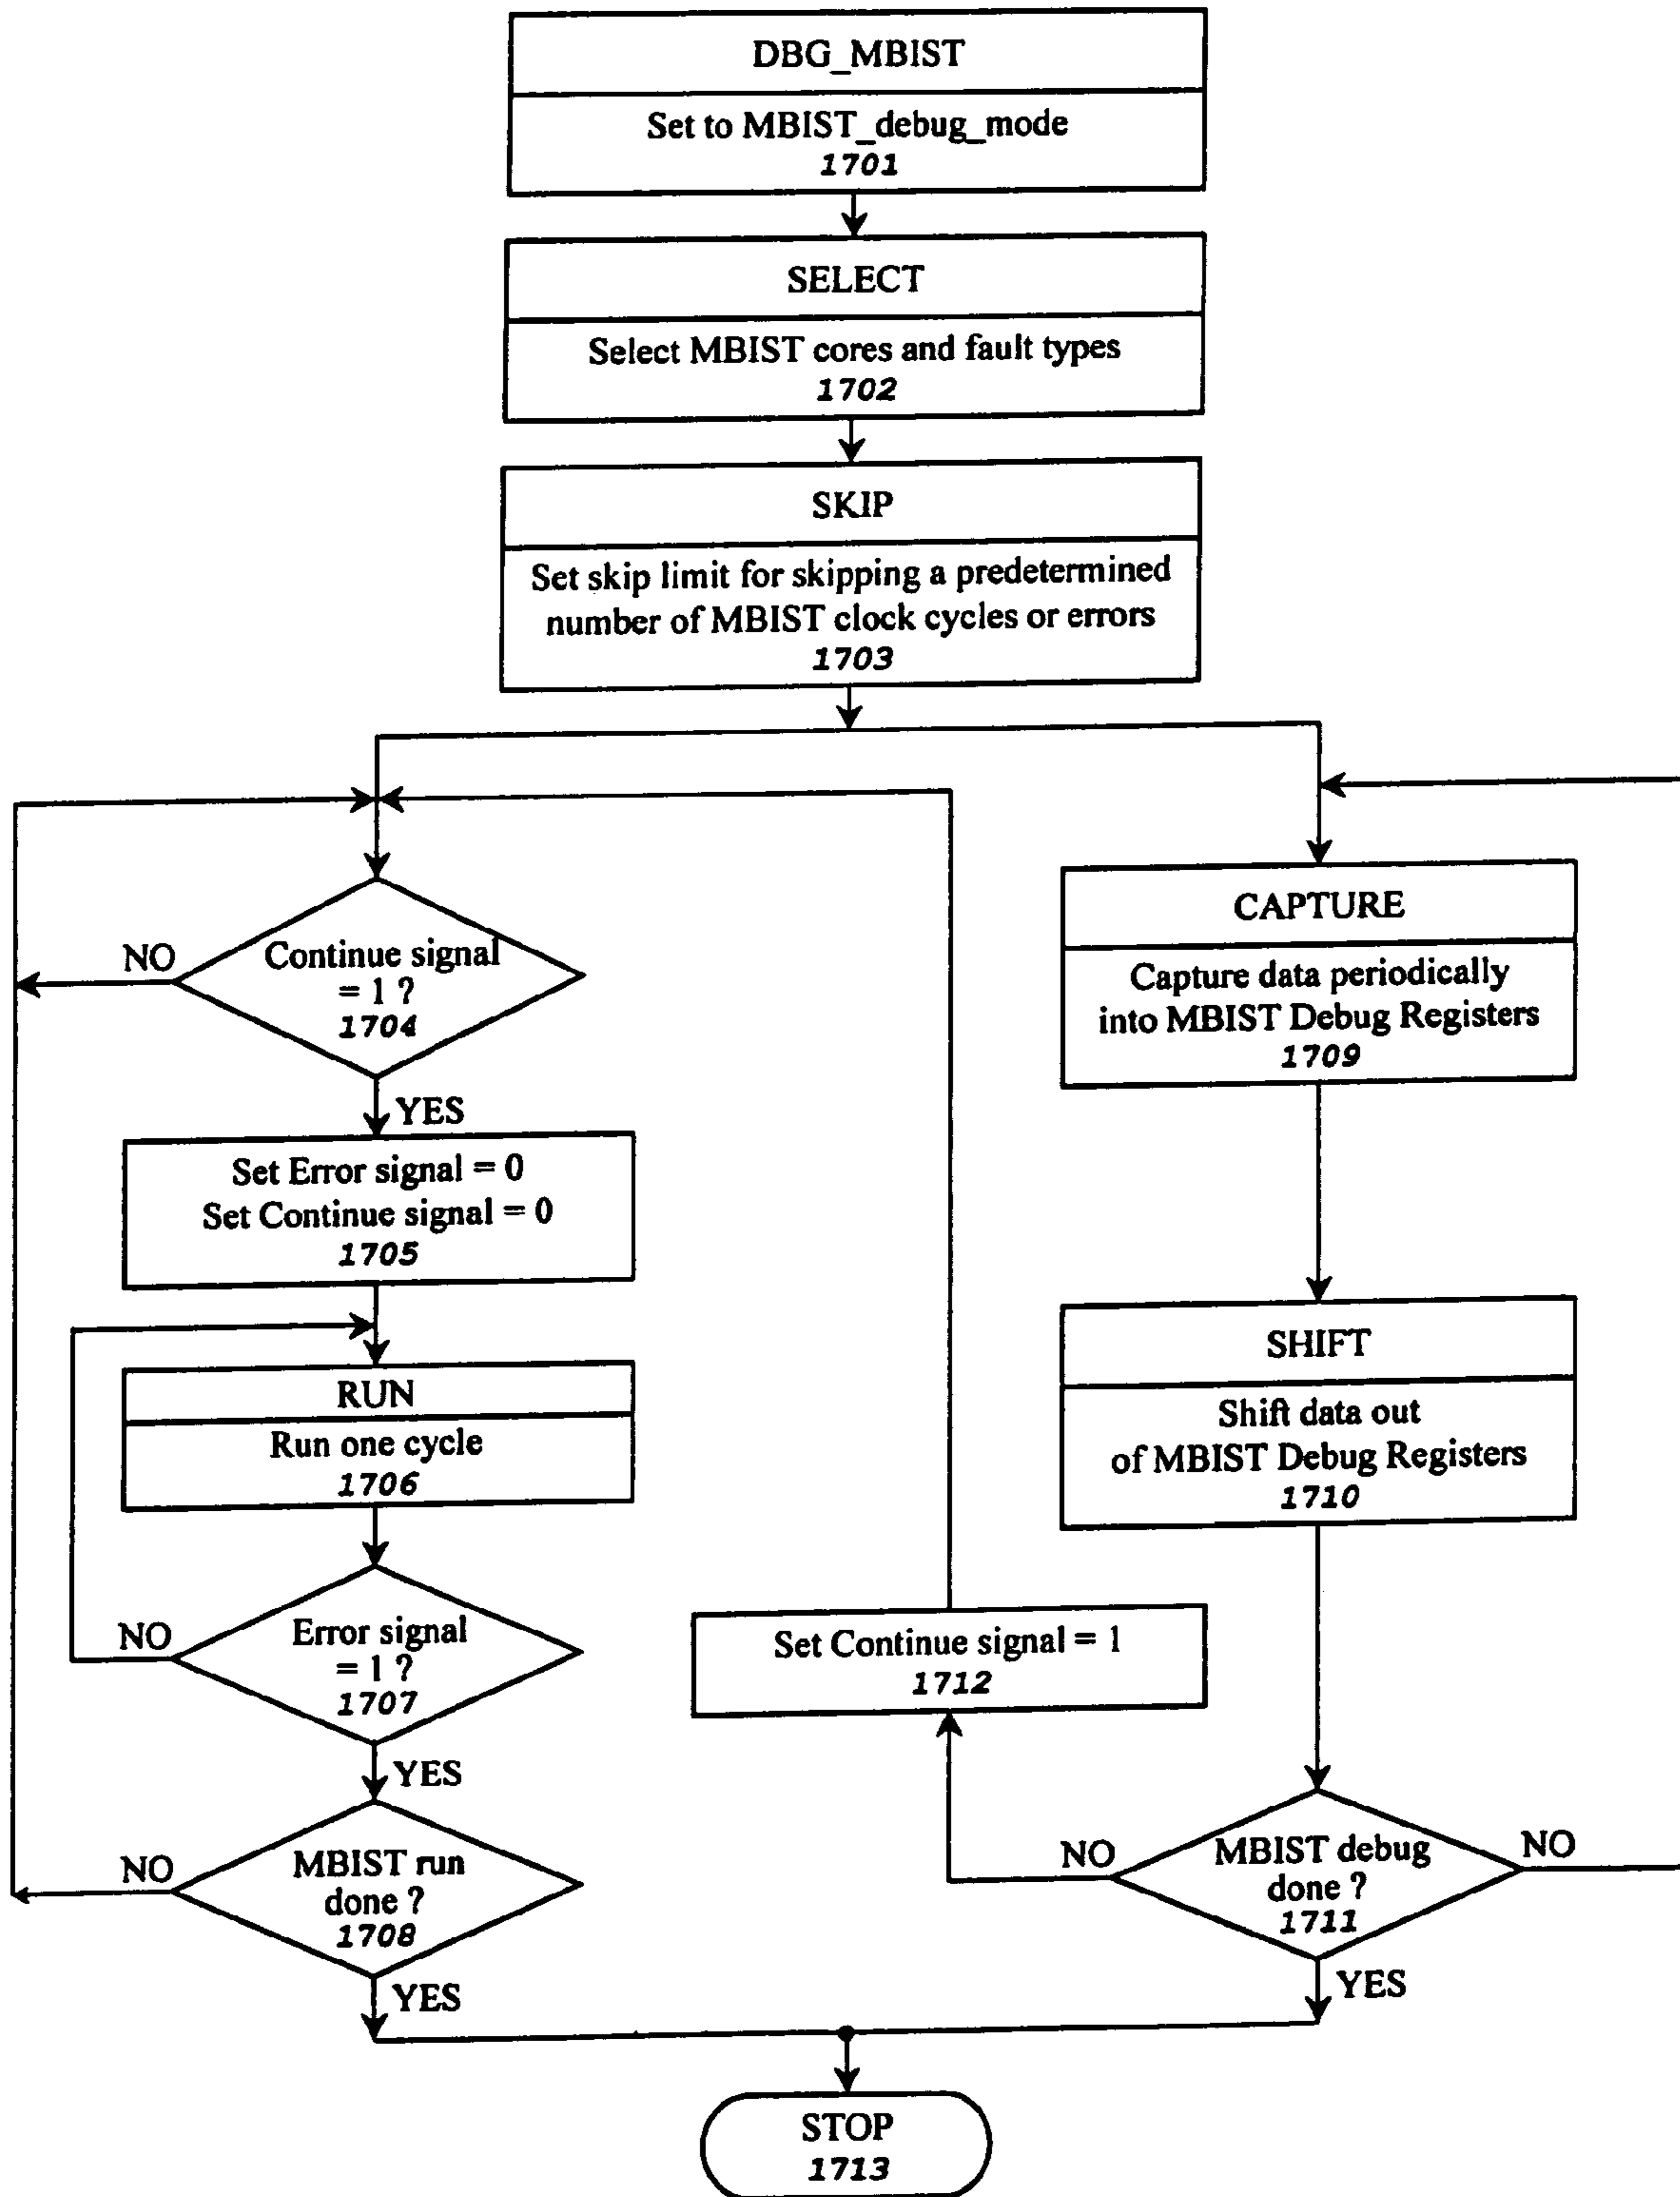 DBG_MBIST
Set to MBIST_debug_mode
1701
SELECT
Select MBIST cores and fault types
1702
SKIP
Set skip limit for skipping a predetermined
number of MBIST clock cycles or errors
1703
NO
Continue signal
= 1 ?
1704
YES
Set Error signal = 0
Set Continue signal = 0
1705
RUN
Run one cycle
1706
NO
Error signal
= 1 ?
1707
YES
NO
MBIST run
done ?
1708
YES
CAPTURE
Capture data periodically
into MBIST Debug Registers
1709
SHIFT
Shift data out
of MBIST Debug Registers
1710
Set Continue signal = 1
1712
NO
MBIST debug
done ?
1711
NO
YES
STOP
1713